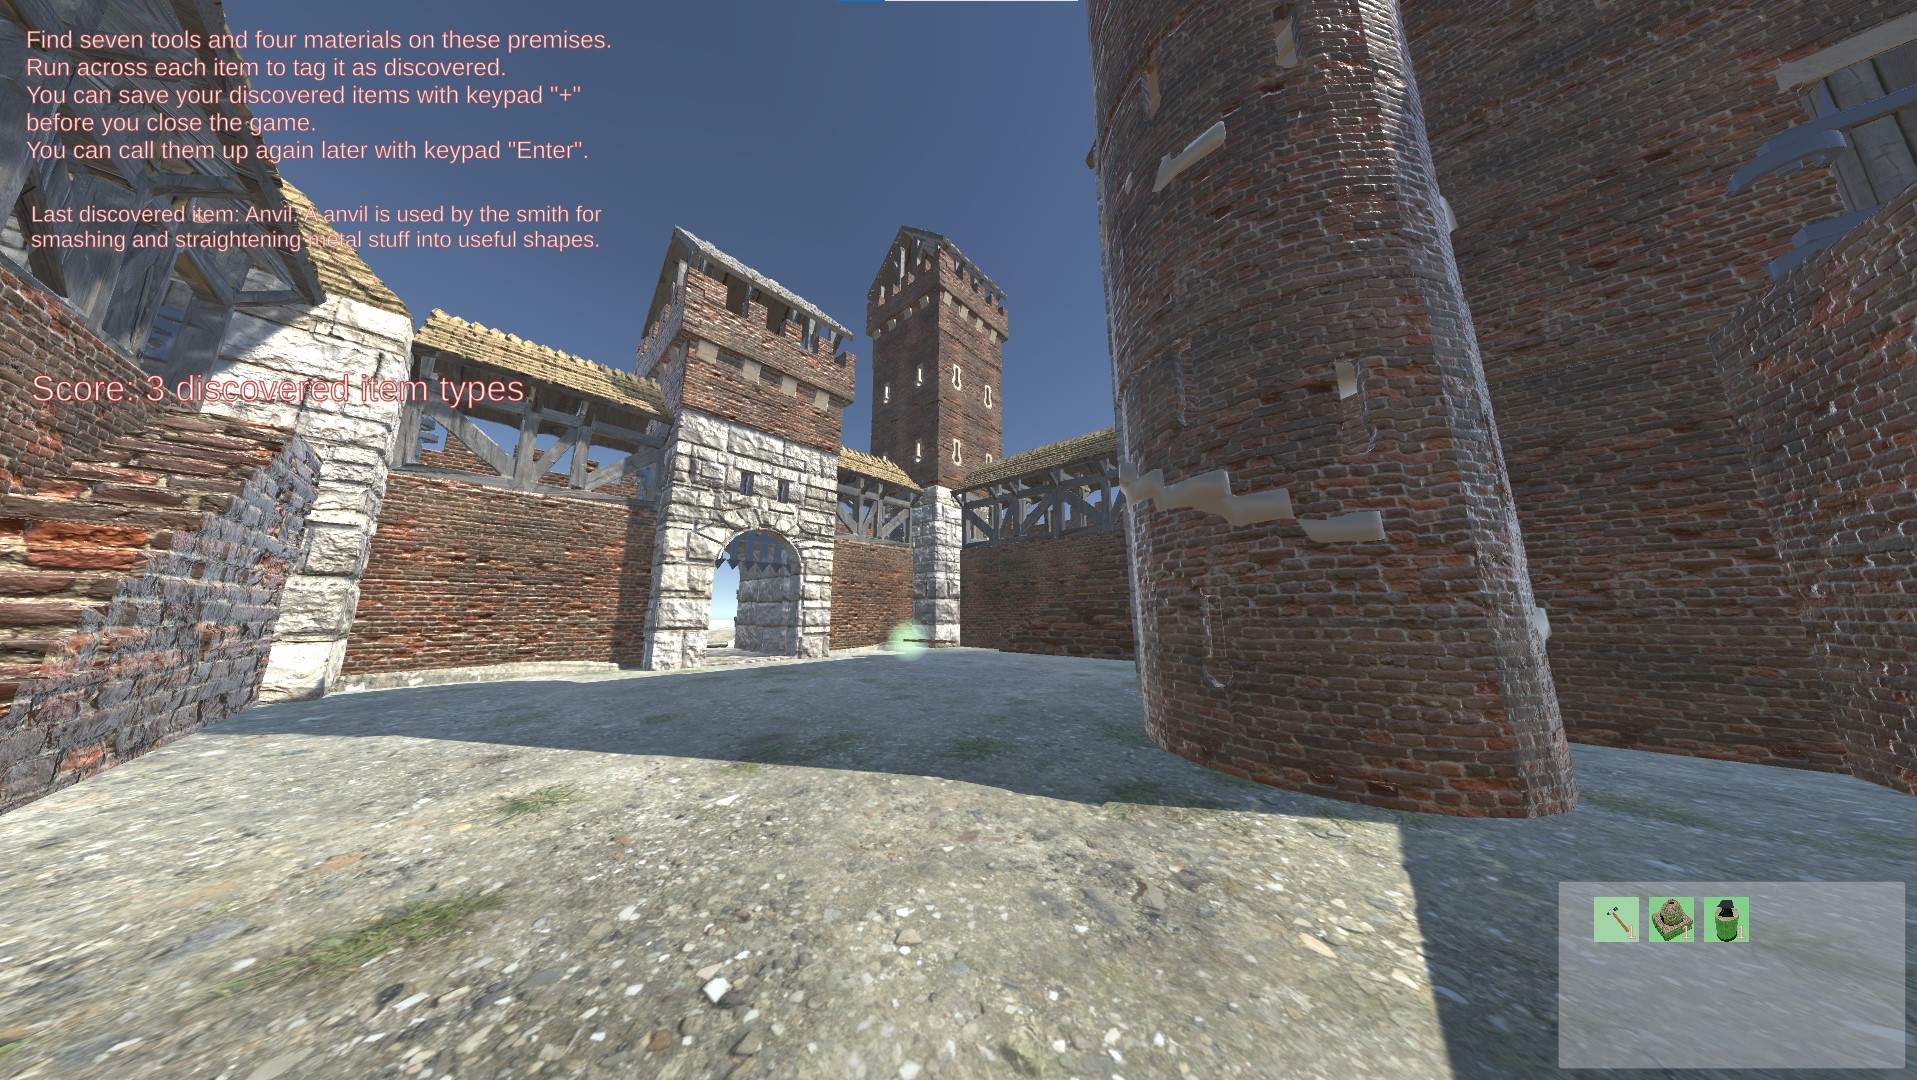 Find seven tools and four materials on these premises.
Run across each item to tag it as discovered.
You can save your discovered items with keypad "+"
before you close the game.
You can call them up again later with keypad "Enter".
Last discovered item: Anvil. A anvil is used by the smith for
smashing and straightening metal stuff into useful shapes.
Score: 3 discovered item types
1 1 1